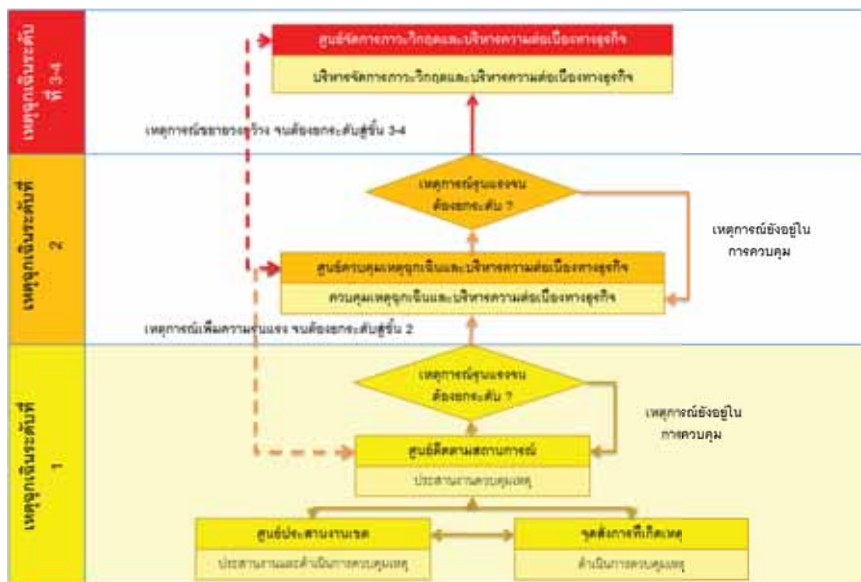 เหตุฉุกเฉินระดับ
ที่ 3-4
ศูนย์จัดการภาวะวิกฤตและบริหารความต่อเนื่องทางธุรกิจ
บริหารจัดการภาวะวิกฤตและบริหารความต่อเนื่องทางธุรกิจ
เหตุการณ์ขยายวงกว้าง จนต้องยกระดับสู่ขั้น 3-4
เหตุฉุกเฉินระดับที่
2
เหตุการณ์รุนแรงจน
ต้องยกระดับ ?
เหตุการณ์ยังอยู่ใน
การควบคุม
ศูนย์ควบคุมเหตุฉุกเฉินและบริหารความต่อเนื่องทางธุรกิจ
ควบคุมเหตุฉุกเฉินและบริหารความต่อเนื่องทางธุรกิจ
เหตุการณ์เพิ่มความรุนแรง จนต้องยกระดับสู่ขั้น 2
เหตุฉุกเฉินระดับที่
1
เหตุการณ์รุนแรงจน
ต้องยกระดับ ?
เหตุการณ์ยังอยู่ใน
การควบคุม
ศูนย์ติดตามสถานการณ์
ประสานงานควบคุมเหตุ
ศูนย์ประสานงานเขต
ประสานงานและดำเนินการควบคุมเหตุ
จุดสั่งการที่เกิดเหตุ
ดำเนินการควบคุมเหตุ